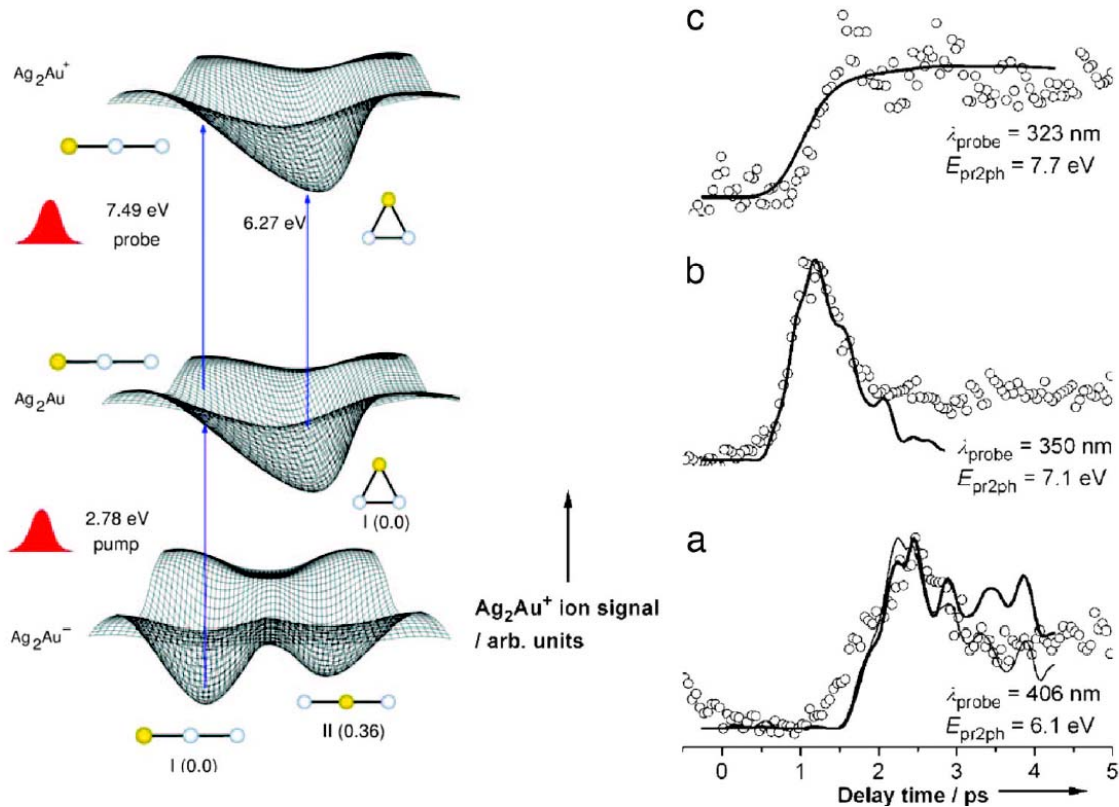 Ag₂Au⁺
7.49 eV
probe
6.27 eV
Ag₂Au
I (0.0)
2.78 eV
pump
Ag₂Au⁻
II (0.36)
I (0.0)
Ag₂Au⁺ ion signal
/ arb. units
c
λprobe = 323 nm
Epr2ph = 7.7 eV
b
λprobe = 350 nm
Epr2ph = 7.1 eV
a
λprobe = 406 nm
Epr2ph = 6.1 eV
0 1 2 3 4 5
Delay time / ps